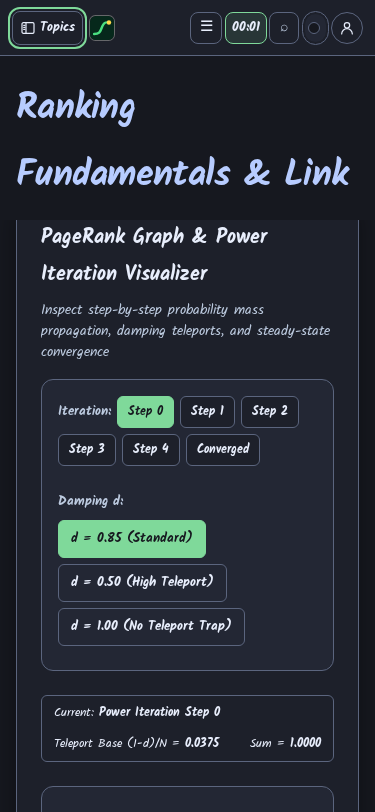 Topics
00:01
Ranking
Fundamentals & Link
PageRank Graph & Power
Iteration Visualizer
Inspect step-by-step probability mass
propagation, damping teleports, and steady-state
convergence
Iteration: Step 0 Step 1 Step 2
Step 3 Step 4 Converged
Damping d:
d = 0.85 (Standard)
d = 0.50 (High Teleport)
d = 1.00 (No Teleport Trap)
Current: Power Iteration Step 0
Teleport Base (1-d)/N = 0.0375 Sum = 1.0000